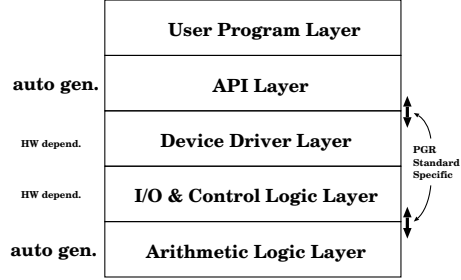 User Program Layer
auto gen.
API Layer
HW depend.
Device Driver Layer
PGR
Standard
Specific
HW depend.
I/O & Control Logic Layer
auto gen.
Arithmetic Logic Layer